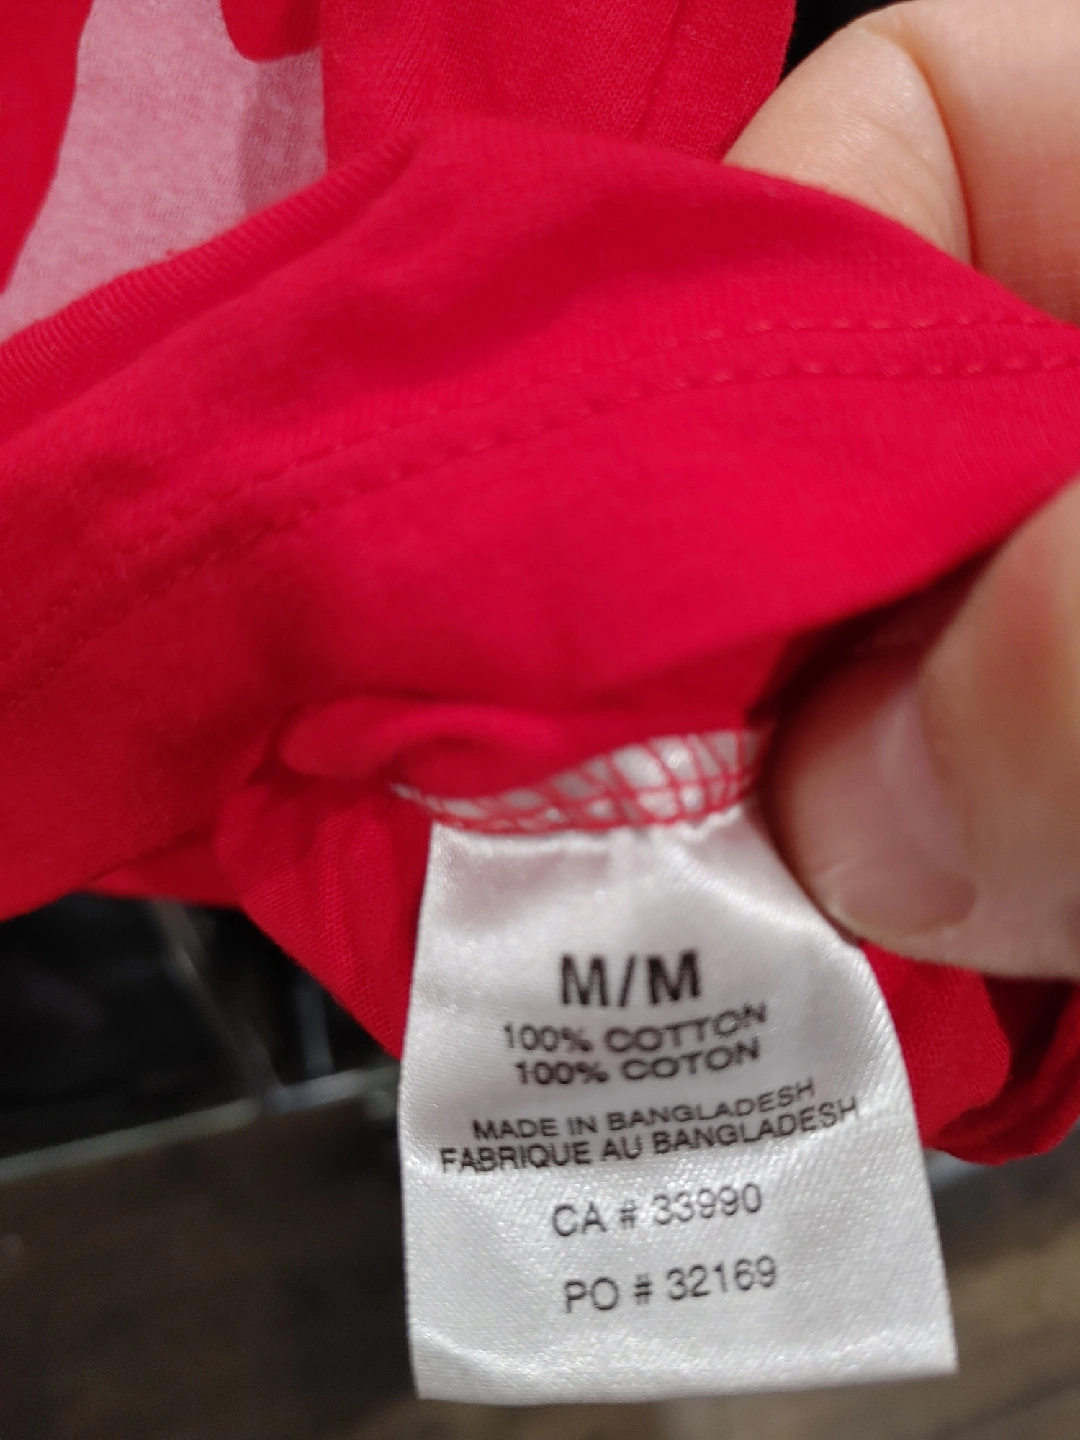 M/M
100% COTTON
100% COTON
MADE IN BANGLADESH
FABRIQUE AU BANGLADESH
CA # 33990
PO # 32169